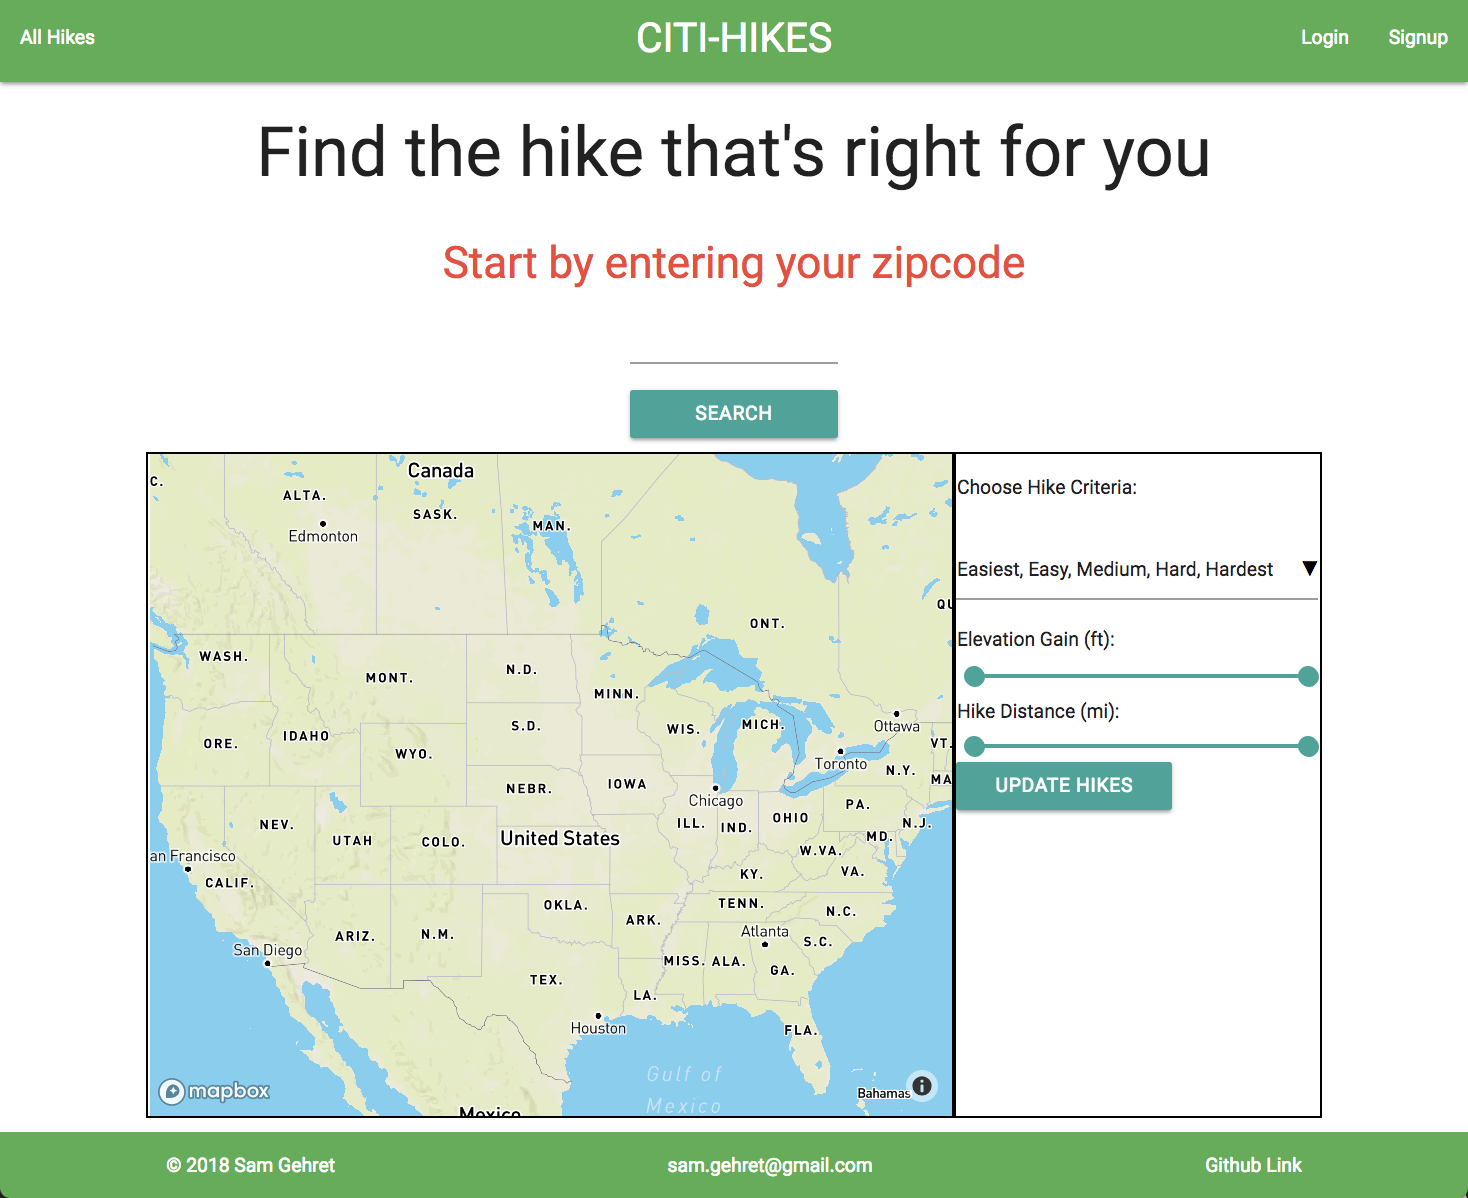 All Hikes
CITI-HIKES
Login
Signup
Find the hike that's right for you
Start by entering your zipcode
SEARCH
Canada
C.
ALTA.
SASK.
MAN.
Edmonton
ONT.
QU
WASH.
MONT.
N.D.
MINN.
ORE.
IDAHO
WYO.
S.D.
WIS.
MICH.
Ottawa
VT.
Toronto
N.Y.
MA
NEBR.
IOWA
Chicago
PA.
NEV.
UTAH
COLO.
United States
ILL.
IND.
OHIO
N.J.
MD.
W.VA.
VA.
an Francisco
CALIF.
KY.
OKLA.
ARK.
TENN.
N.C.
ARIZ.
N.M.
Atlanta
S.C.
San Diego
TEX.
MISS.
ALA.
GA.
LA.
Houston
FLA.
Gulf of
Mexico
Bahamas
mapbox
Mexico
Choose Hike Criteria:
Easiest, Easy, Medium, Hard, Hardest
Elevation Gain (ft):
Hike Distance (mi):
UPDATE HIKES
© 2018 Sam Gehret
sam.gehret@gmail.com
Github Link